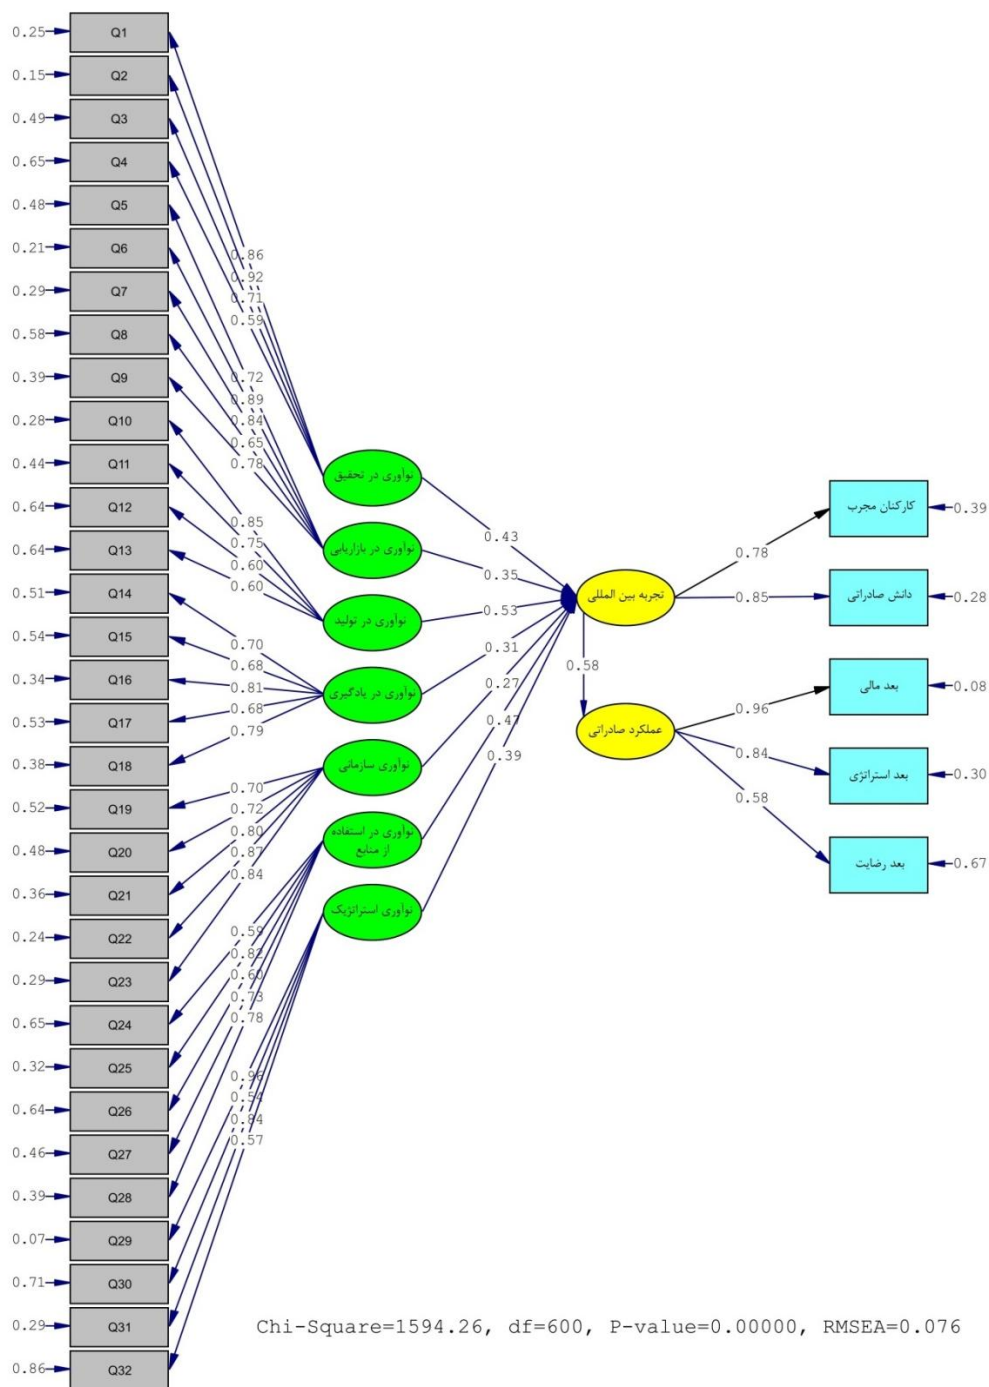 0.25
Q1
0.15
Q2
0.49
Q3
0.65
Q4
0.48
Q5
0.21
Q6
0.29
Q7
0.58
Q8
0.39
Q9
0.28
Q10
0.44
Q11
0.64
Q12
0.64
Q13
0.51
Q14
0.54
Q15
0.34
Q16
0.53
Q17
0.38
Q18
0.52
Q19
0.48
Q20
0.36
Q21
0.24
Q22
0.29
Q23
0.65
Q24
0.32
Q25
0.64
Q26
0.46
Q27
0.39
Q28
0.07
Q29
0.71
Q30
0.29
Q31
0.86
Q32
0.86
0.92
0.71
0.59
0.72
0.89
0.84
0.65
0.78
0.85
0.75
0.60
0.60
0.70
0.68
0.81
0.68
0.79
0.70
0.72
0.80
0.87
0.84
0.59
0.82
0.60
0.73
0.78
0.96
0.54
0.84
0.57
نوآوری در تحقیق
نوآوری در بازاریابی
نوآوری در تولید
نوآوری در یادگیری
نوآوری سازمانی
نوآوری در استفاده
از منابع
نوآوری استراتژیک
0.43
0.35
0.53
0.31
0.27
0.47
0.39
تجربه بین المللی
0.58
عملکرد صادراتی
0.78
0.85
0.96
0.84
0.58
کارکنان مجرب
0.39
دانش صادراتی
0.28
بعد مالی
0.08
بعد استراتژی
0.30
بعد رضایت
0.67
Chi-Square=1594.26, df=600, P-value=0.00000, RMSEA=0.076